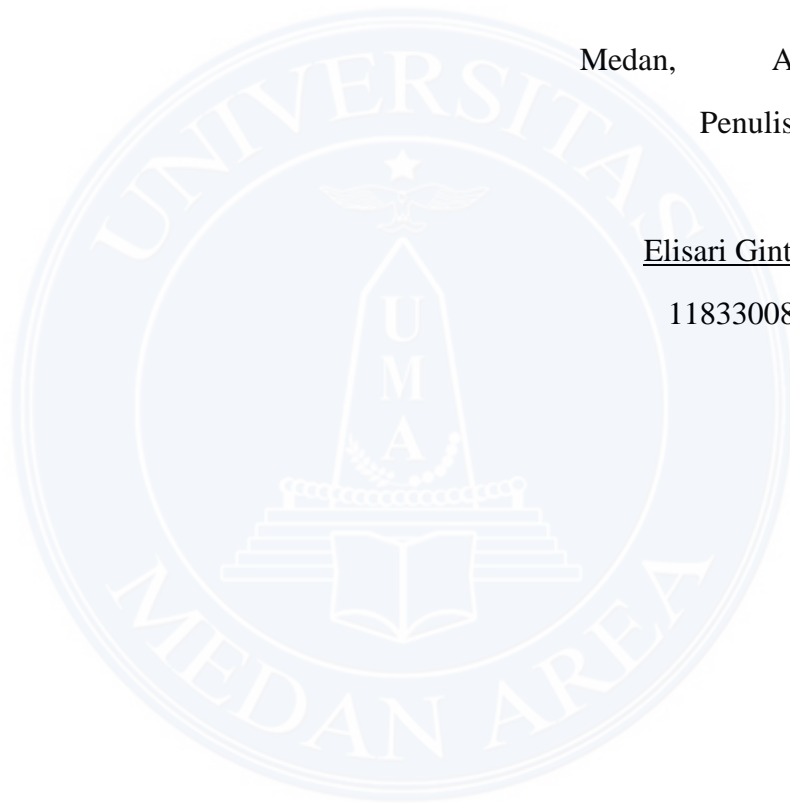 Medan, A
Penulis
Elisari Gint
11833008
UNIVERSITAS
U
M
A
MEDAN AREA